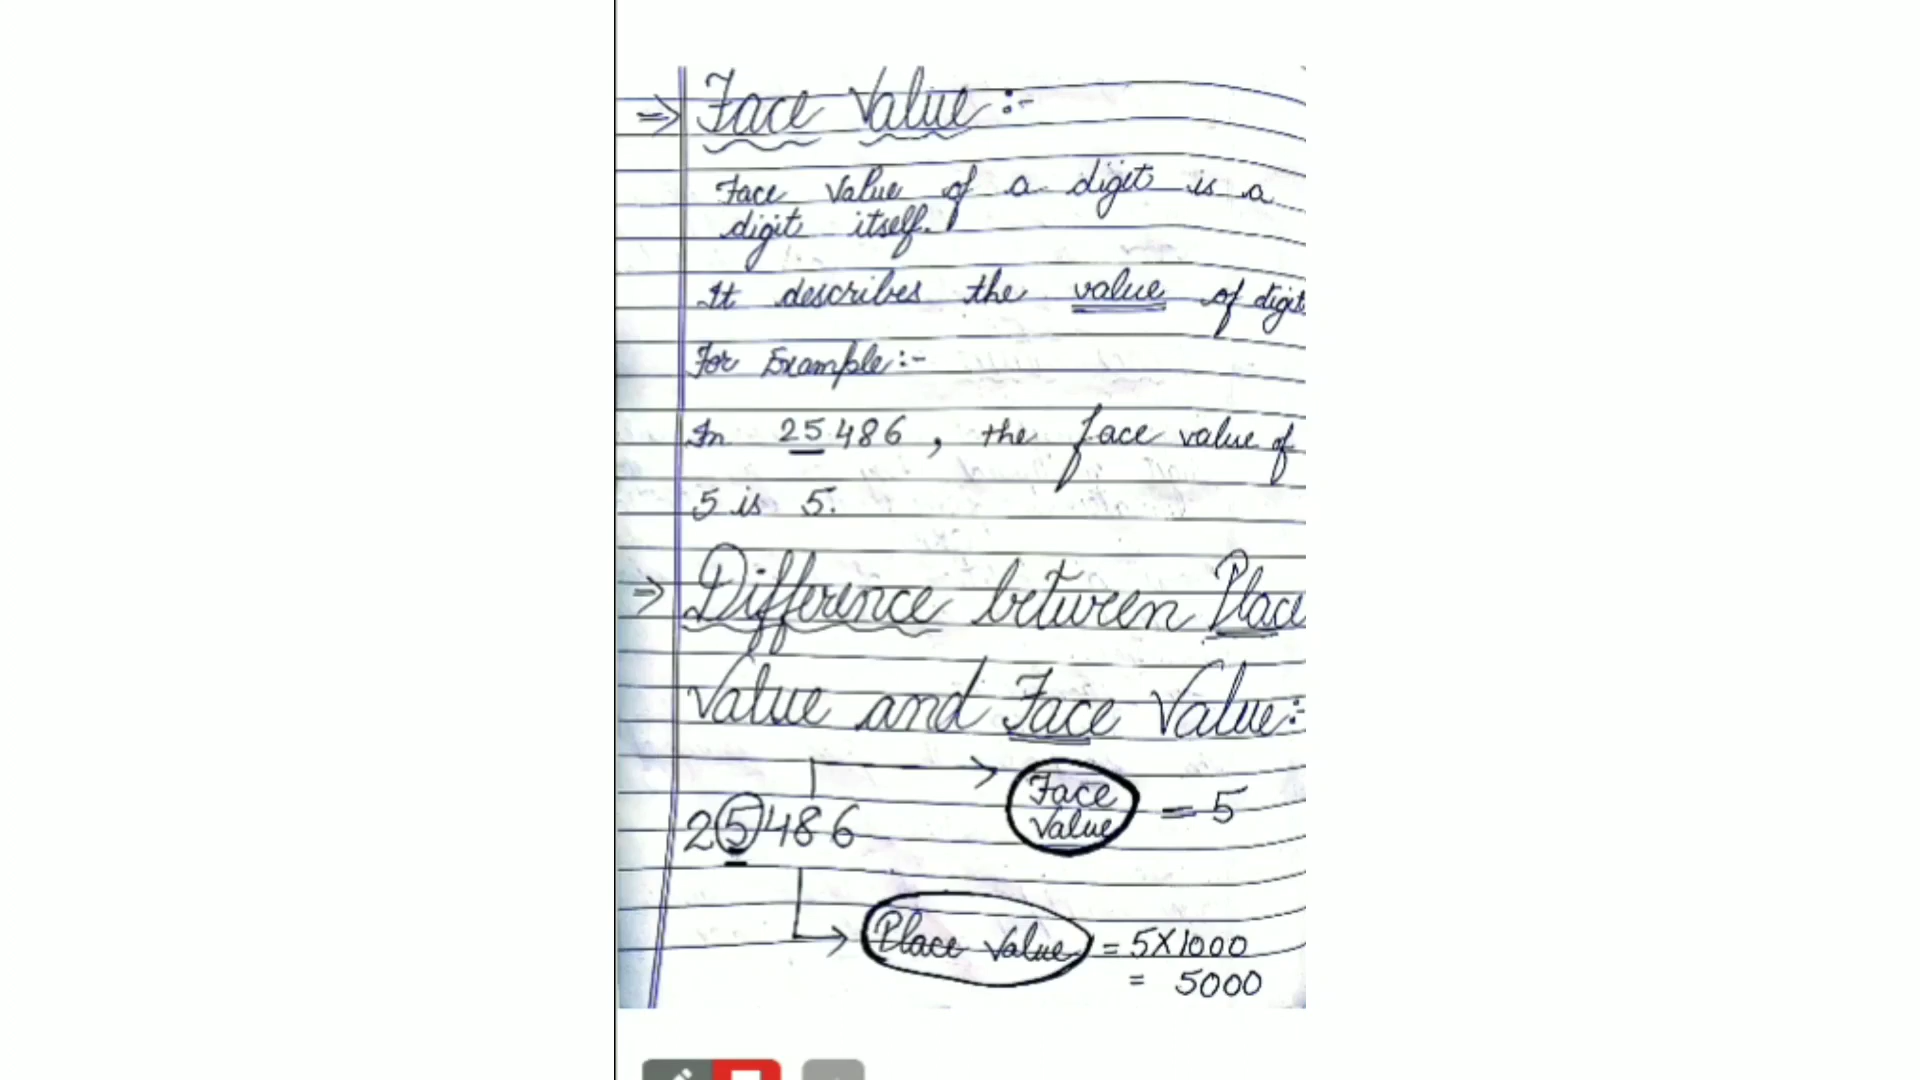 ⇒ Face Value :-
Face Value of a digit is a
digit itself.
It describes the value of digit
For Example :-
In 25486 , the face value of
5 is 5.
⇒ Difference between Place
Value and Face Value:-
Face
Value = 5
25486
Place Value = 5X1000
= 5000